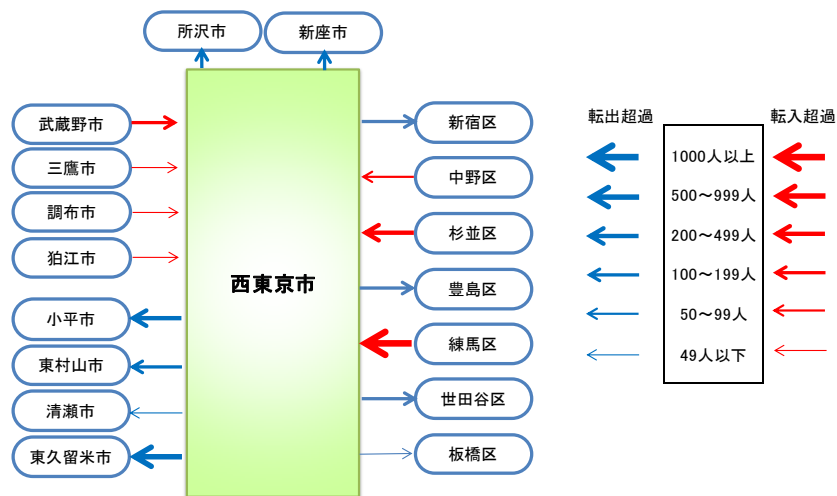 所沢市
新座市
武蔵野市
三鷹市
調布市
狛江市
小平市
東村山市
清瀬市
東久留米市
西東京市
新宿区
中野区
杉並区
豊島区
練馬区
世田谷区
板橋区
転出超過
転入超過
1000人以上
500～999人
200～499人
100～199人
50～99人
49人以下